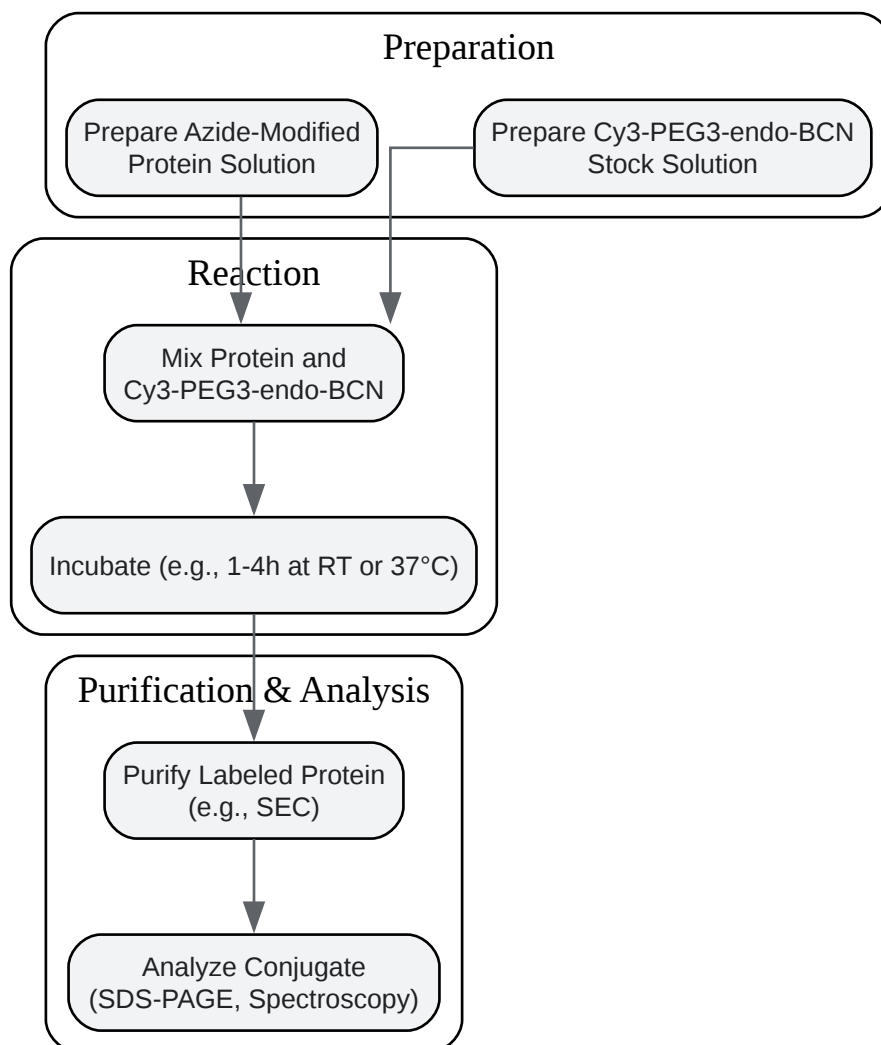 Preparation
Prepare Azide-Modified
Protein Solution
Prepare Cy3-PEG3-endo-BCN
Stock Solution
Reaction
Mix Protein and
Cy3-PEG3-endo-BCN
Incubate (e.g., 1-4h at RT or 37°C)
Purification & Analysis
Purify Labeled Protein
(e.g., SEC)
Analyze Conjugate
(SDS-PAGE, Spectroscopy)